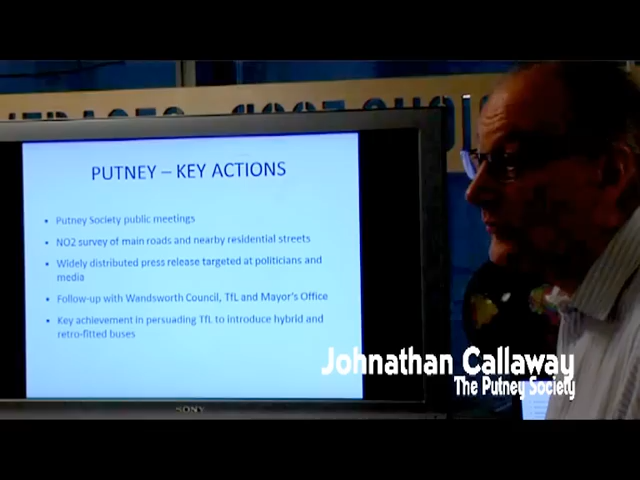 PUTNEY – KEY ACTIONS
• Putney Society public meetings
• NO2 survey of main roads and nearby residential streets
• Widely distributed press release targeted at politicians and
media
• Follow-up with Wandsworth Council, TfL and Mayor's Office
• Key achievement in persuading TfL to introduce hybrid and
retro-fitted buses
Johnathan Callaway
The Putney Society
SONY